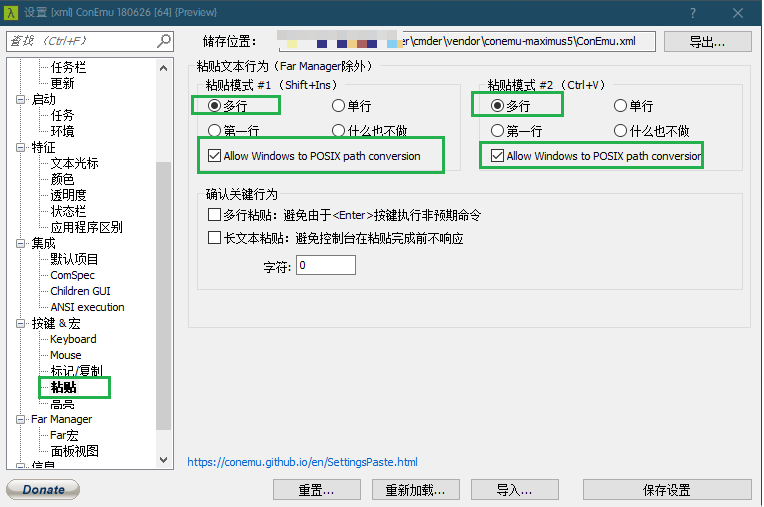 设置 [xml] ConEmu 180626 [64] {Preview}
查找 (Ctrl+F)
储存位置：
er\cmder\vendor\conemu-maximus5\ConEmu.xml
导出...
任务栏
更新
启动
任务
环境
特征
文本光标
颜色
透明度
状态栏
应用程序区别
集成
默认项目
ComSpec
Children GUI
ANSI execution
按键 & 宏
Keyboard
Mouse
标记/复制
粘贴
高亮
Far Manager
Far宏
面板视图
信息
粘贴文本行为（Far Manager除外）
粘贴模式 #1（Shift+Ins）
多行
单行
第一行
什么也不做
Allow Windows to POSIX path conversion
粘贴模式 #2（Ctrl+V）
多行
单行
第一行
什么也不做
Allow Windows to POSIX path conversion
确认关键行为
多行粘贴：避免由于<Enter>按键执行非预期命令
长文本粘贴：避免控制台在粘贴完成前不响应
字符:
0
https://conemu.github.io/en/SettingsPaste.html
Donate
重置...
重新加载...
导入...
保存设置